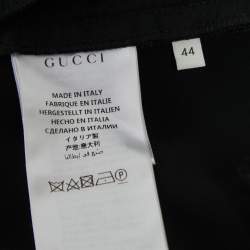 GUCCI
44
MADE IN ITALY
FABRIQUE EN ITALIE
HERGESTELLT IN ITALIEN
HECHO EN ITALIA
СДЕЛАНО В ИТАЛИИ
イタリア製
产地:意大利
صنع في إيطاليا